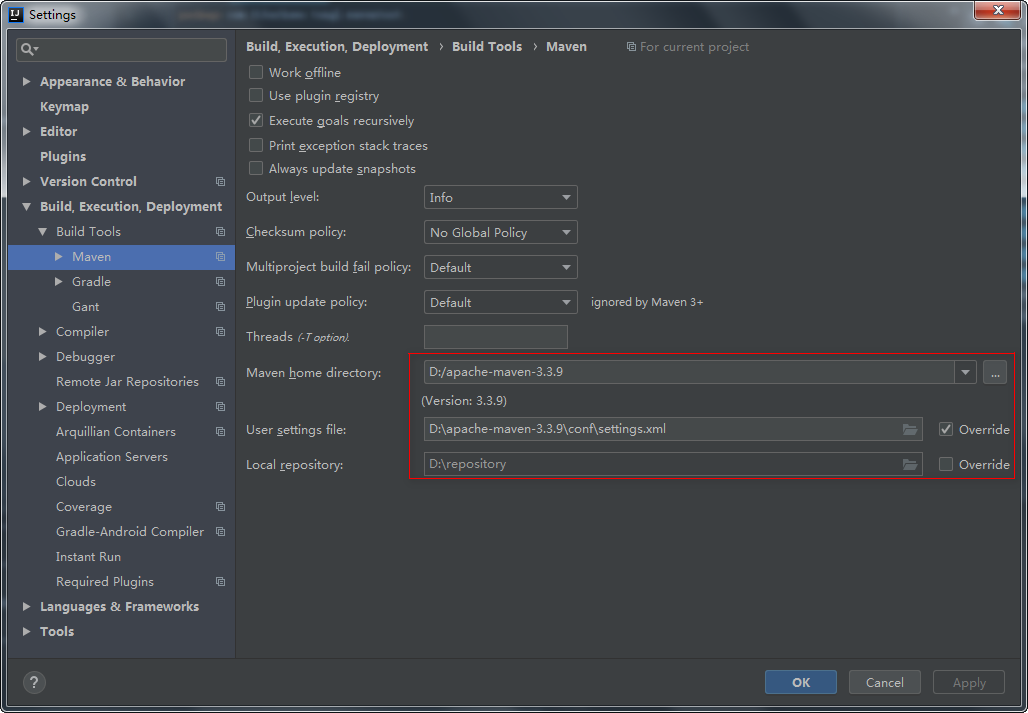 Settings
Appearance & Behavior
Keymap
Editor
Plugins
Version Control
Build, Execution, Deployment
Build Tools
Maven
Gradle
Gant
Compiler
Debugger
Remote Jar Repositories
Deployment
Arquillian Containers
Application Servers
Clouds
Coverage
Gradle-Android Compiler
Instant Run
Required Plugins
Languages & Frameworks
Tools
Build, Execution, Deployment › Build Tools › Maven For current project
Work offline
Use plugin registry
Execute goals recursively
Print exception stack traces
Always update snapshots
Output level: Info
Checksum policy: No Global Policy
Multiproject build fail policy: Default
Plugin update policy: Default ignored by Maven 3+
Threads (-T option).
Maven home directory: D:/apache-maven-3.3.9 ...
(Version: 3.3.9)
User settings file: D:\apache-maven-3.3.9\conf\settings.xml Override
Local repository: D:\repository Override
? OK Cancel Apply